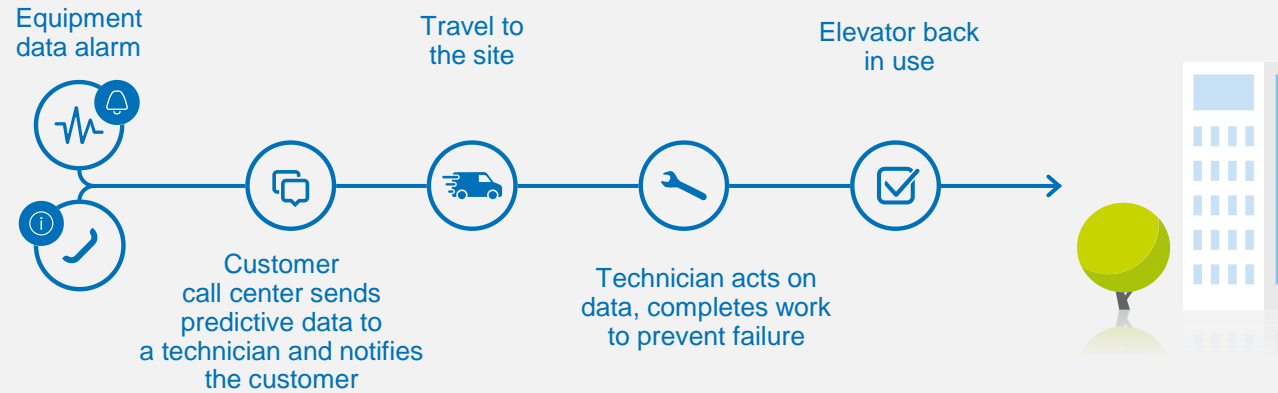 Equipment
data alarm
Customer
call center sends
predictive data to
a technician and notifies
the customer
Travel to
the site
Technician acts on
data, completes work
to prevent failure
Elevator back
in use